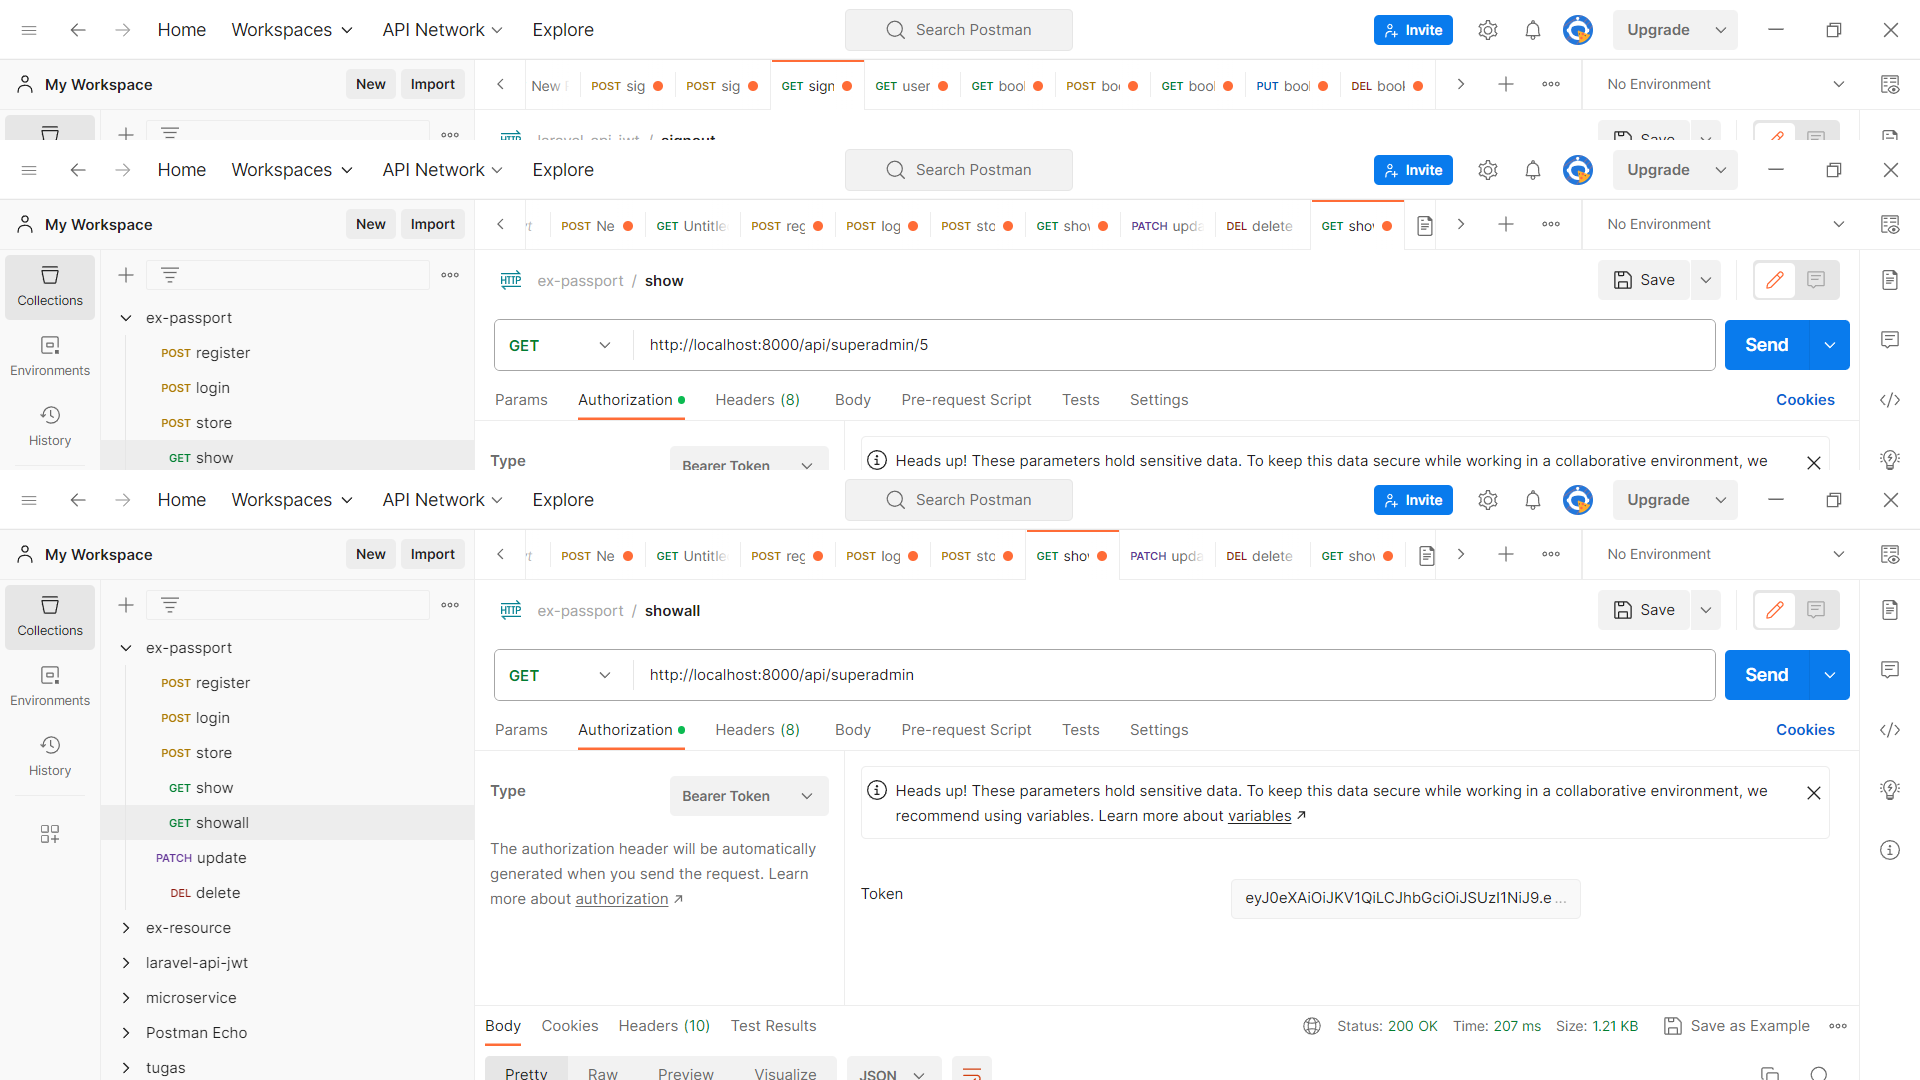 Home Workspaces API Network Explore Search Postman Invite Upgrade
My Workspace New Import New POST sig POST sig GET sign GET user GET bool POST bo GET bool PUT bool DEL book No Environment
laravel-api-jwt / signout Save
Home Workspaces API Network Explore Search Postman Invite Upgrade
My Workspace New Import POST Ne GET Untitle POST reg POST log POST sto GET sho PATCH upda DEL delete GET sho No Environment
Collections
HTTP ex-passport / show Save
ex-passport
GET http://localhost:8000/api/superadmin/5 Send
POST register
Environments
POST login
Params Authorization Headers (8) Body Pre-request Script Tests Settings Cookies
POST store
History
GET show
Type Bearer Token Heads up! These parameters hold sensitive data. To keep this data secure while working in a collaborative environment, we
Home Workspaces API Network Explore Search Postman Invite Upgrade
My Workspace New Import POST Ne GET Untitle POST reg POST log POST sto GET sho PATCH upda DEL delete GET sho No Environment
Collections
HTTP ex-passport / showall Save
ex-passport
GET http://localhost:8000/api/superadmin Send
POST register
Environments
POST login
Params Authorization Headers (8) Body Pre-request Script Tests Settings Cookies
POST store
History
GET show
Type Bearer Token Heads up! These parameters hold sensitive data. To keep this data secure while working in a collaborative environment, we
recommend using variables. Learn more about variables ↗
GET showall
The authorization header will be automatically
generated when you send the request. Learn
more about authorization ↗
PATCH update
DEL delete
Token eyJ0eXAiOiJKV1QiLCJhbGciOiJSUzI1NiJ9.e ...
ex-resource
laravel-api-jwt
microservice
Postman Echo
tugas
Body Cookies Headers (10) Test Results Status: 200 OK Time: 207 ms Size: 1.21 KB Save as Example
Pretty Raw Preview Visualize JSON